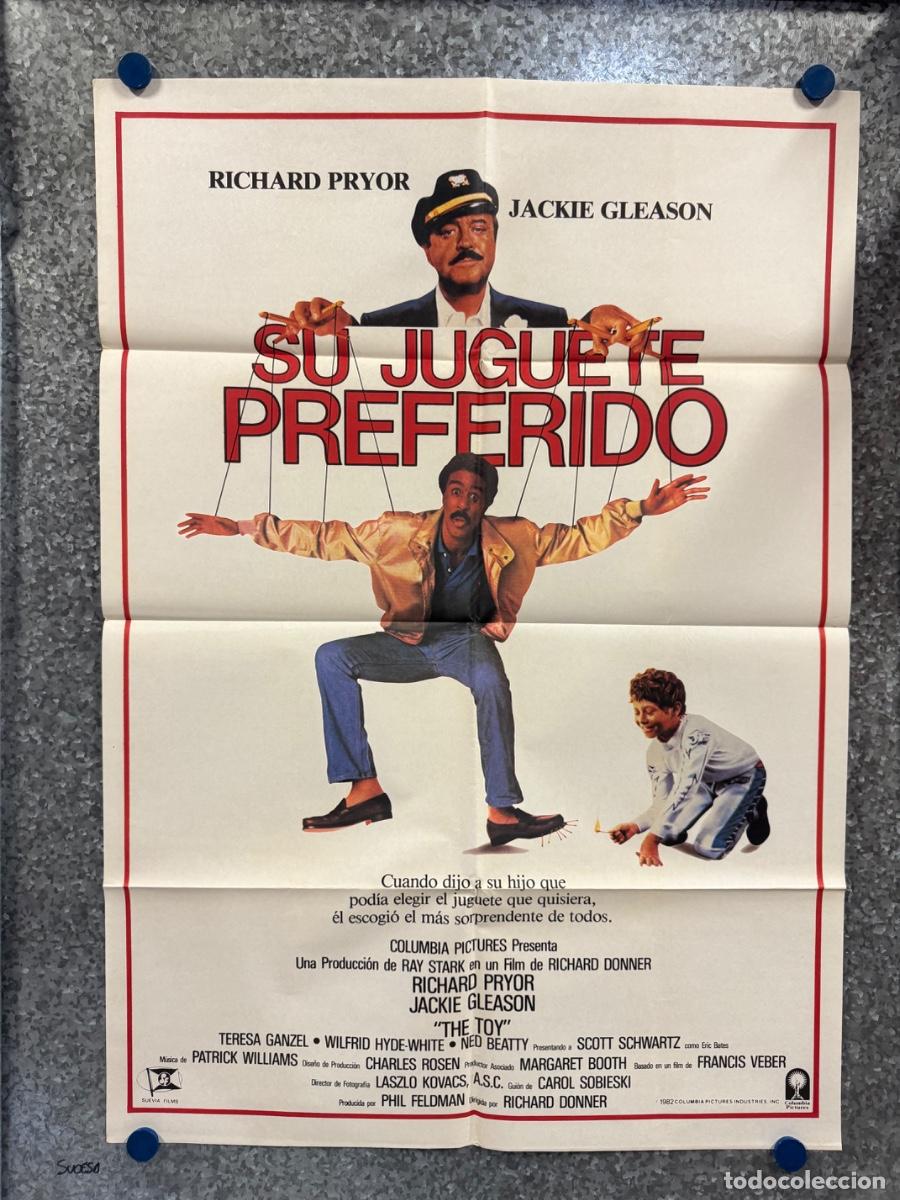 RICHARD PRYOR
JACKIE GLEASON
SU JUGUETE
PREFERIDO
Cuando dijo a su hijo que
podía elegir el juguete que quisiera,
él escogió el más sorprendente de todos.
COLUMBIA PICTURES Presenta
Una Producción de RAY STARK en un Film de RICHARD DONNER
RICHARD PRYOR
JACKIE GLEASON
"THE TOY"
TERESA GANZEL • WILFRID HYDE-WHITE • NED BEATTY Presentando a SCOTT SCHWARTZ como Eric Bates
Música de PATRICK WILLIAMS Diseño de Producción CHARLES ROSEN Productor Asociado MARGARET BOOTH Basado en un film de FRANCIS VEBER
Director de Fotografía LASZLO KOVACS, A.S.C. Guión de CAROL SOBIESKI
Producida por PHIL FELDMAN Dirigida por RICHARD DONNER
SUEVIA FILMS
1982 COLUMBIA PICTURES INDUSTRIES, INC.
Columbia
Pictures
SUCESO
todocoleccion